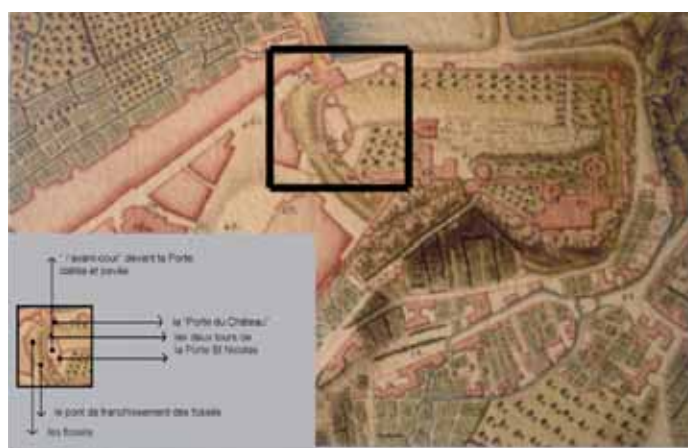 "l'avant-cour" devant la Porte
dallée et pavée
la "Porte du Château"
les deux tours de
la Porte St Nicolas
le pont de franchissement des fossés
les fossés